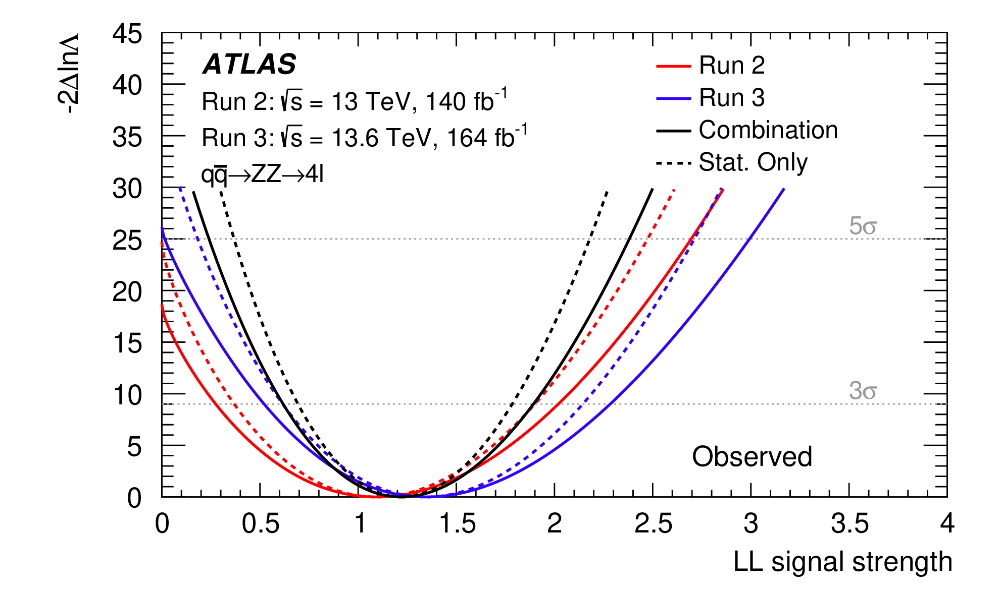 -2ΔlnΛ
45
40
35
30
25
20
15
10
5
0
ATLAS
Run 2: √s = 13 TeV, 140 fb⁻¹
Run 3: √s = 13.6 TeV, 164 fb⁻¹
qq̅→ZZ→4l
Run 2
Run 3
Combination
Stat. Only
5σ
3σ
Observed
0 0.5 1 1.5 2 2.5 3 3.5 4
LL signal strength